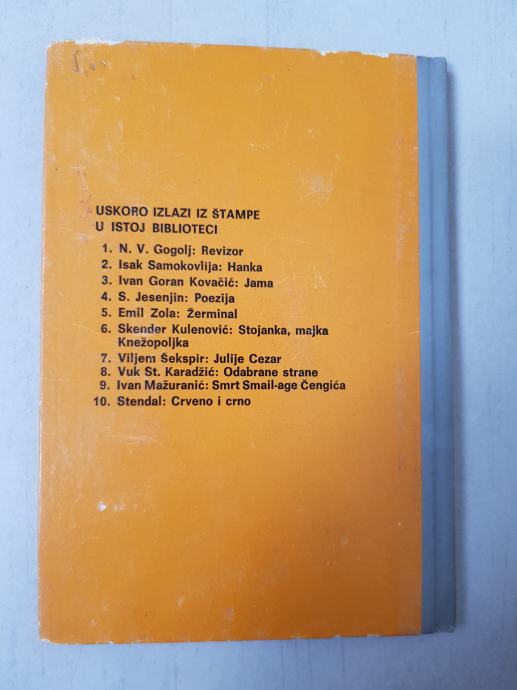 USKORO IZLAZI IZ ŠTAMPE
U ISTOJ BIBLIOTECI
1. N. V. Gogolj: Revizor
2. Isak Samokovlija: Hanka
3. Ivan Goran Kovačić: Jama
4. S. Jesenjin: Poezija
5. Emil Zola: Žerminal
6. Skender Kulenović: Stojanka, majka
Knežopoljka
7. Viljem Šekspir: Julije Cezar
8. Vuk St. Karadžić: Odabrane strane
9. Ivan Mažuranić: Smrt Smail-age Čengića
10. Stendal: Crveno i crno